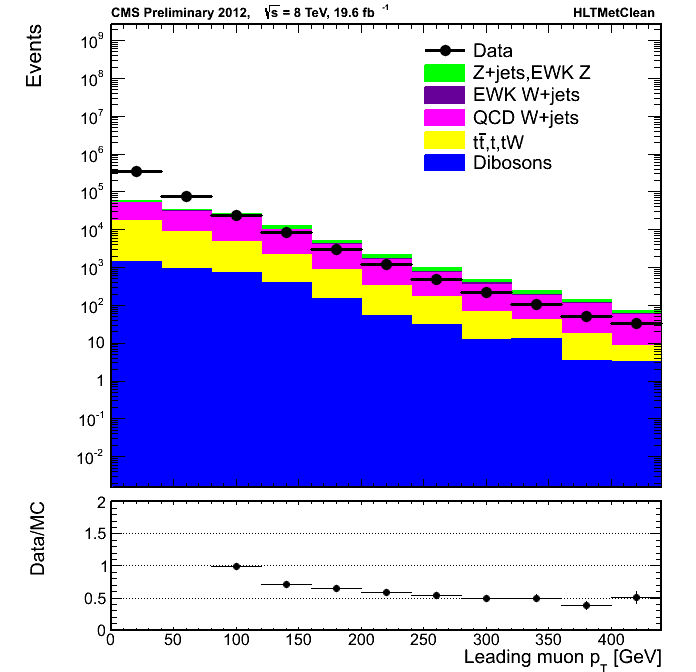 CMS Preliminary 2012, √s = 8 TeV, 19.6 fb⁻¹ HLTMetClean
Events
10⁹
10⁸
10⁷
10⁶
10⁵
10⁴
10³
10²
10
1
10⁻¹
10⁻²
Data
Z+jets,EWK Z
EWK W+jets
QCD W+jets
tt̄,t,tW
Dibosons
Data/MC
2
1.5
1
0.5
0
0 50 100 150 200 250 300 350 400
Leading muon p_T [GeV]